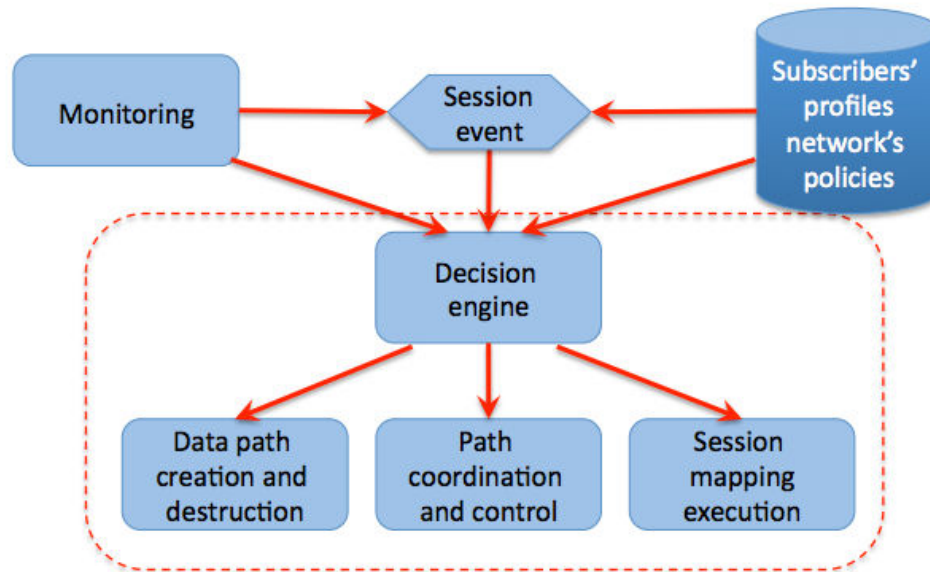 Monitoring
Session
event
Subscribers'
profiles
network's
policies
Decision
engine
Data path
creation and
destruction
Path
coordination
and control
Session
mapping
execution